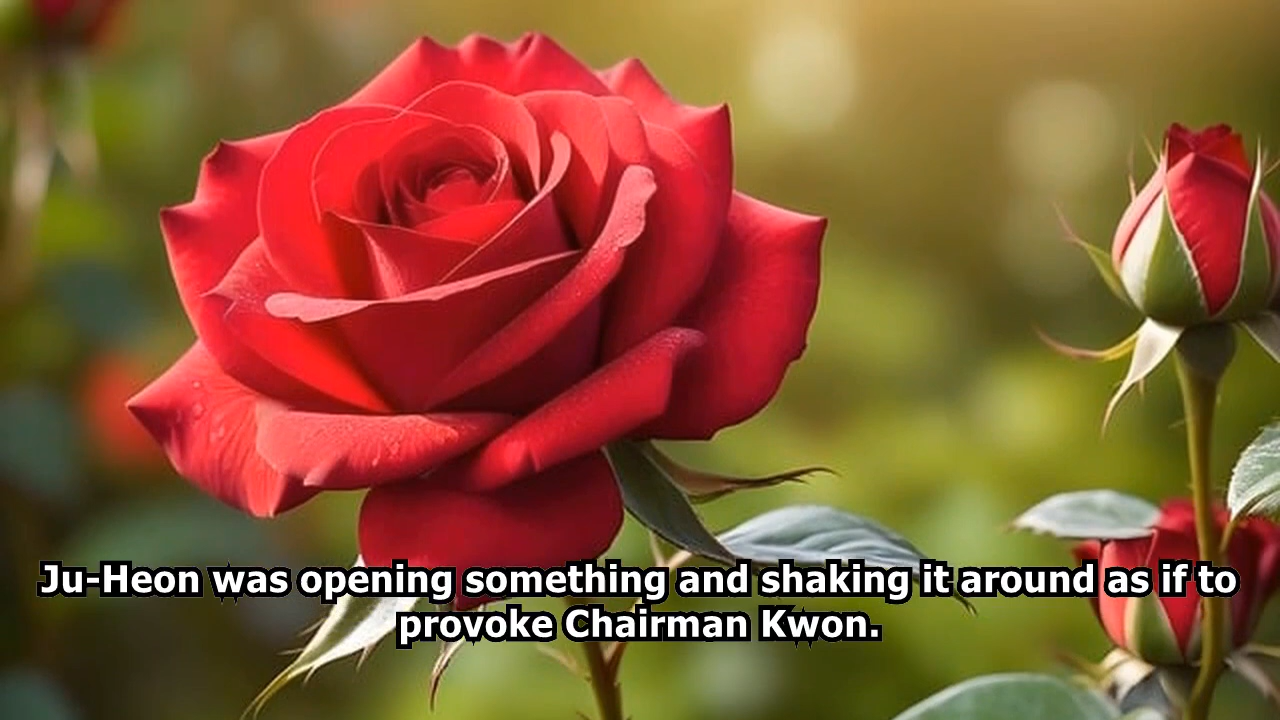 Ju-Heon was opening something and shaking it around as if to
provoke Chairman Kwon.